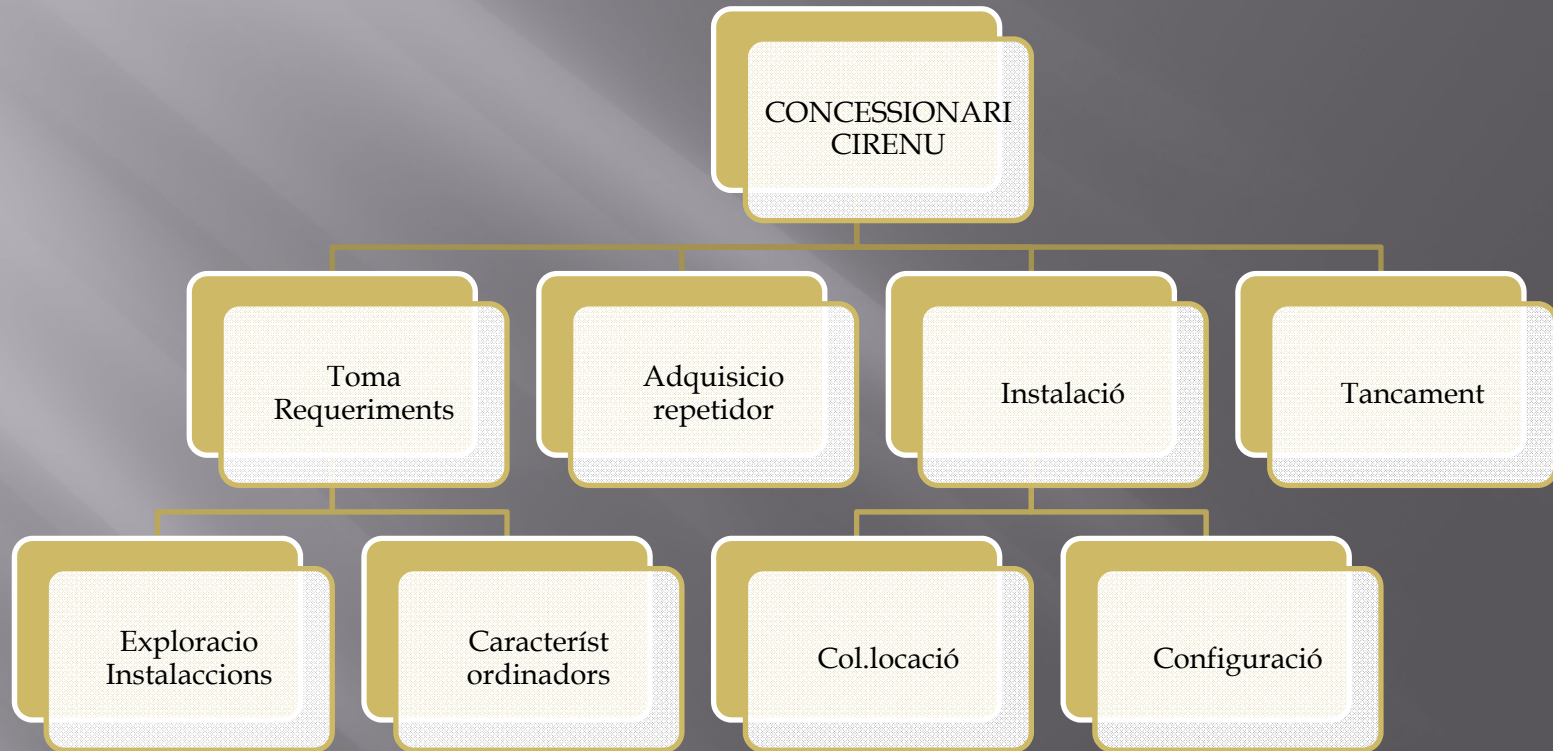 CONCESSIONARI
CIRENU
Toma
Requeriments
Adquisicio
repetidor
Instalació
Tancament
Exploracio
Instalaccions
Característ
ordinadors
Col.locació
Configuració